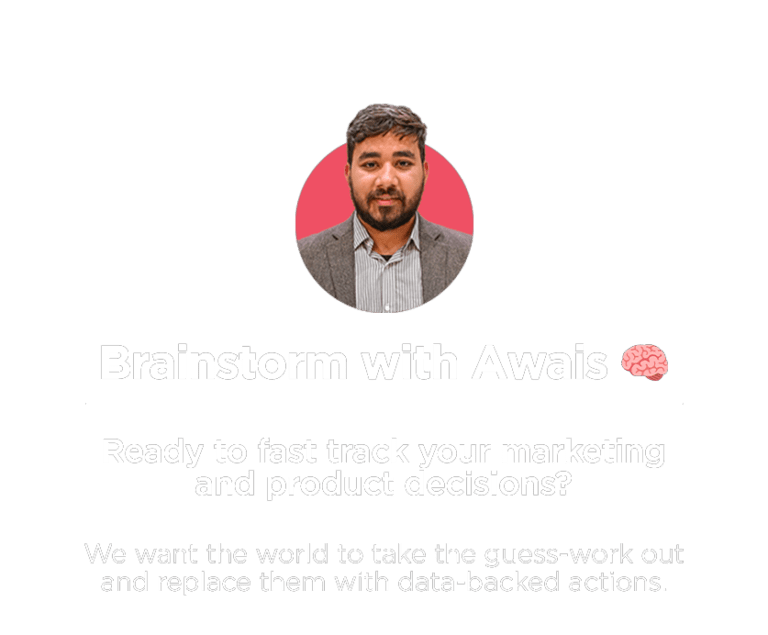 Brainstorm with Awais 🧠
Ready to fast track your marketing
and product decisions?
We want the world to take the guess-work out
and replace them with data-backed actions.